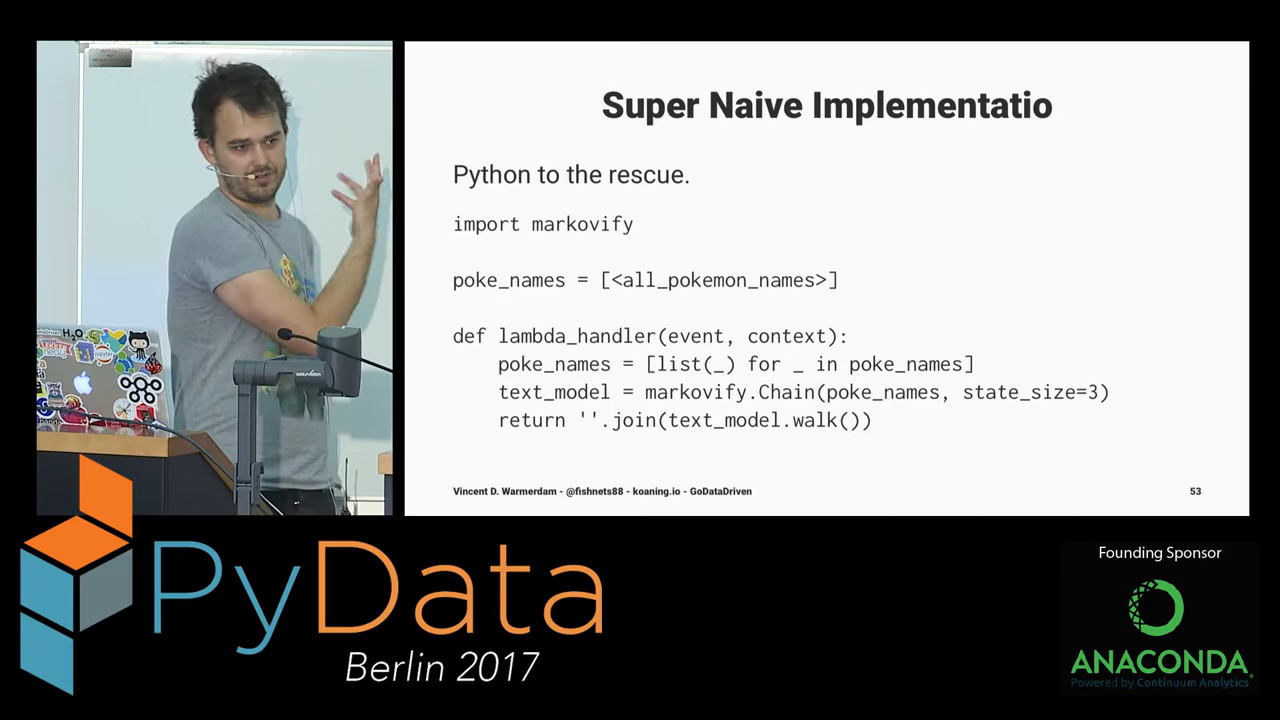 Super Naive Implementatio
Python to the rescue.
import markovify
poke_names = [<all_pokemon_names>]
def lambda_handler(event, context):
poke_names = [list(_) for _ in poke_names]
text_model = markovify.Chain(poke_names, state_size=3)
return ''.join(text_model.walk())
Vincent D. Warmerdam - @fishnets88 - koaning.io - GoDataDriven
53
H2O
PyData
Berlin 2017
Founding Sponsor
ANACONDA
Powered by Continuum Analytics